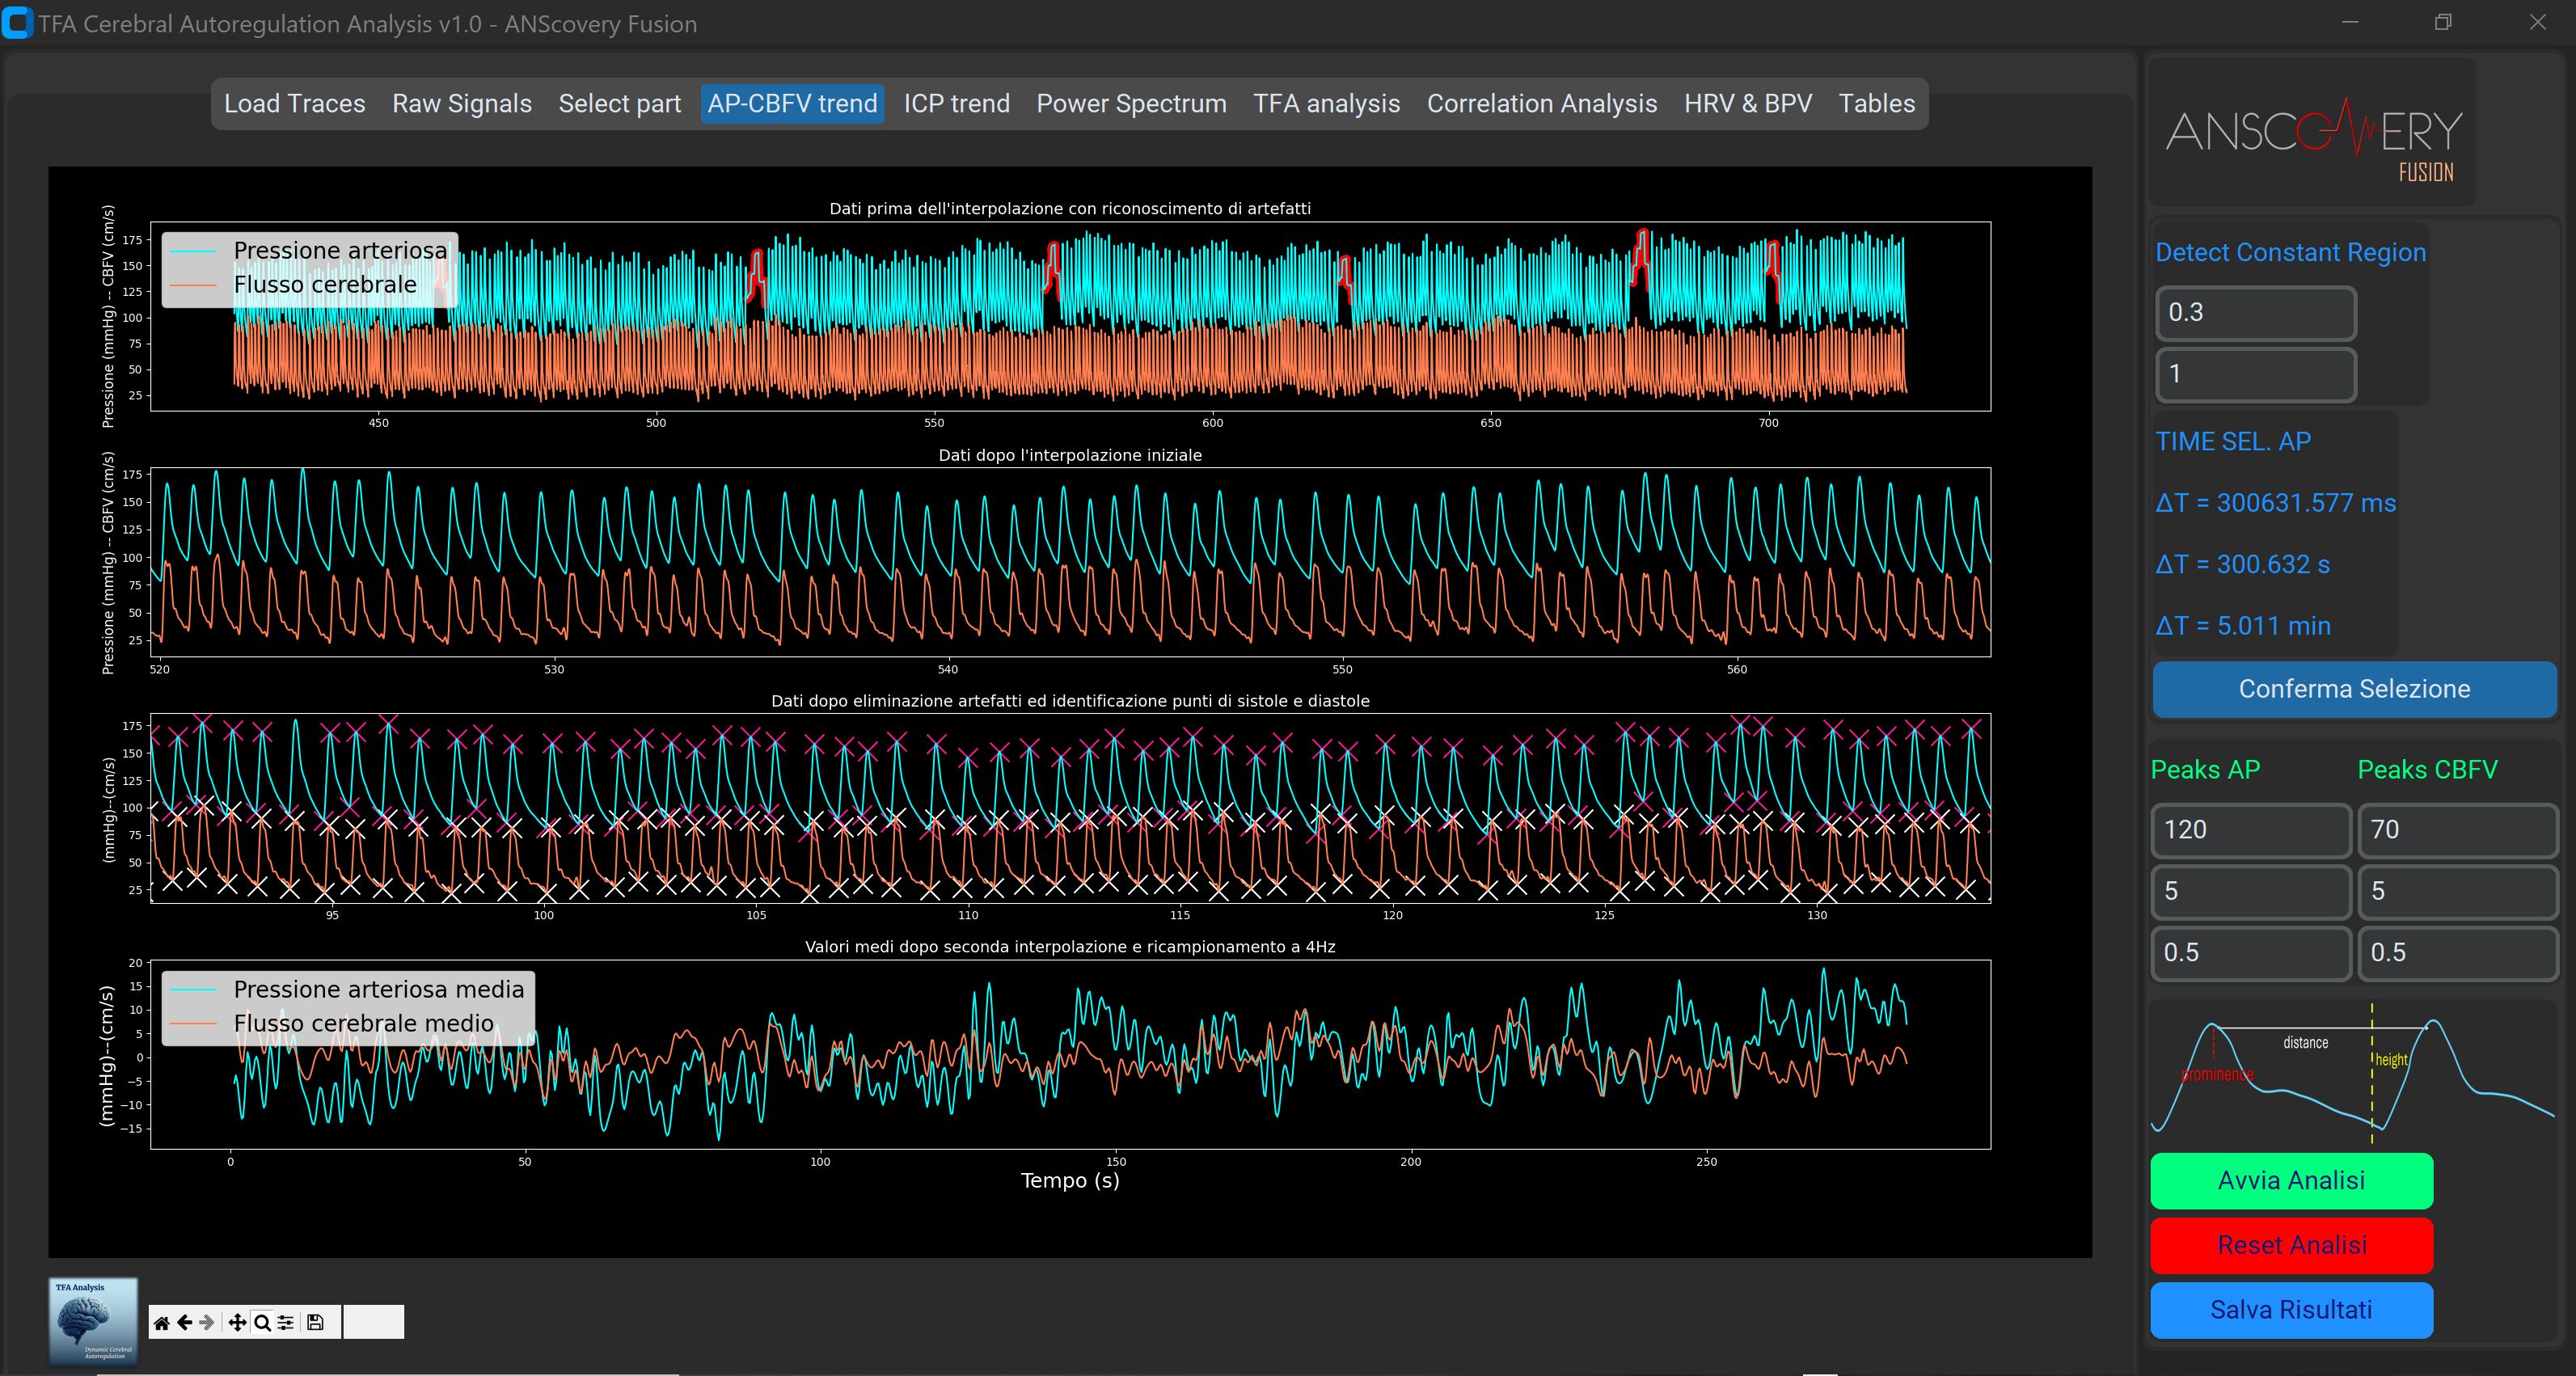 TFA Cerebral Autoregulation Analysis v1.0 - ANScovery Fusion
Load Traces Raw Signals Select part AP-CBFV trend ICP trend Power Spectrum TFA analysis Correlation Analysis HRV & BPV Tables
Dati prima dell'interpolazione con riconoscimento di artefatti
Pressione (mmHg) -- CBFV (cm/s)
175
150
125
100
75
50
25
Pressione arteriosa
Flusso cerebrale
450 500 550 600 650 700
Dati dopo l'interpolazione iniziale
Pressione (mmHg) -- CBFV (cm/s)
175
150
125
100
75
50
25
520 530 540 550 560
Dati dopo eliminazione artefatti ed identificazione punti di sistole e diastole
(mmHg)--(cm/s)
175
150
125
100
75
50
25
95 100 105 110 115 120 125 130
Valori medi dopo seconda interpolazione e ricampionamento a 4Hz
(mmHg)--(cm/s)
20
15
10
5
0
−5
−10
−15
Pressione arteriosa media
Flusso cerebrale medio
0 50 100 150 200 250
Tempo (s)
TFA Analysis
Dynamic Cerebral
Autoregulation
ANSCOVERY
FUSION
Detect Constant Region
0.3
1
TIME SEL. AP
ΔT = 300631.577 ms
ΔT = 300.632 s
ΔT = 5.011 min
Conferma Selezione
Peaks AP Peaks CBFV
120 70
5 5
0.5 0.5
distance
height
prominence
Avvia Analisi
Reset Analisi
Salva Risultati